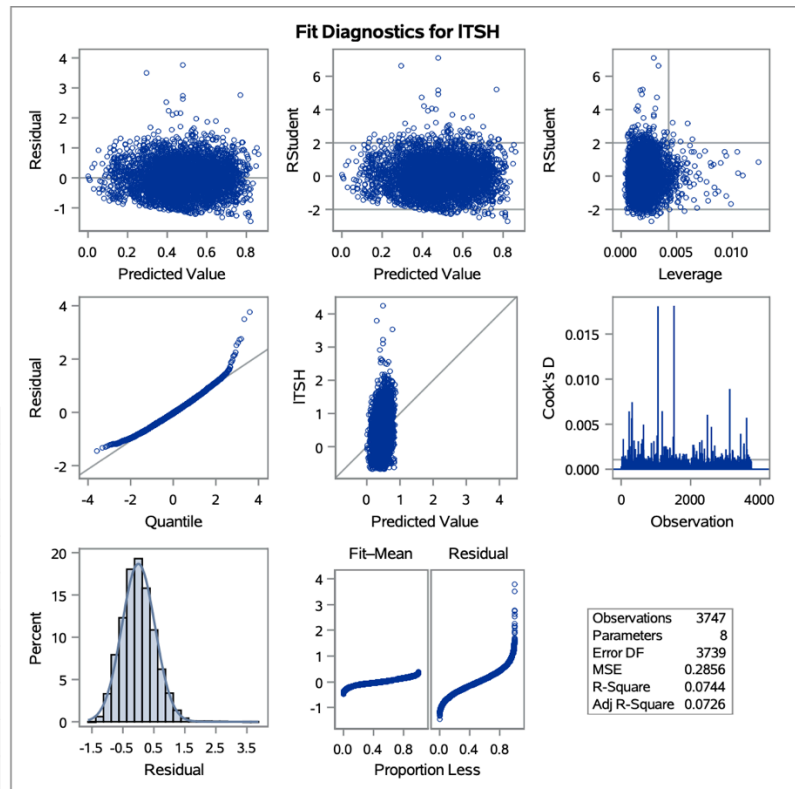 Fit Diagnostics for lTSH
4
3
2
1
0
-1
Residual
0.0 0.2 0.4 0.6 0.8
Predicted Value
6
4
2
0
-2
RStudent
0.0 0.2 0.4 0.6 0.8
Predicted Value
6
4
2
0
-2
RStudent
0.000 0.005 0.010
Leverage
4
2
0
-2
Residual
-4 -2 0 2 4
Quantile
4
3
2
1
0
lTSH
0 1 2 3 4
Predicted Value
0.015
0.010
0.005
0.000
Cook's D
0 2000 4000
Observation
20
15
10
5
0
Percent
-1.5 -0.5 0.5 1.5 2.5 3.5
Residual
Fit–Mean Residual
4
3
2
1
0
-1
0.0 0.4 0.8 0.0 0.4 0.8
Proportion Less
Observations 3747
Parameters 8
Error DF 3739
MSE 0.2856
R-Square 0.0744
Adj R-Square 0.0726